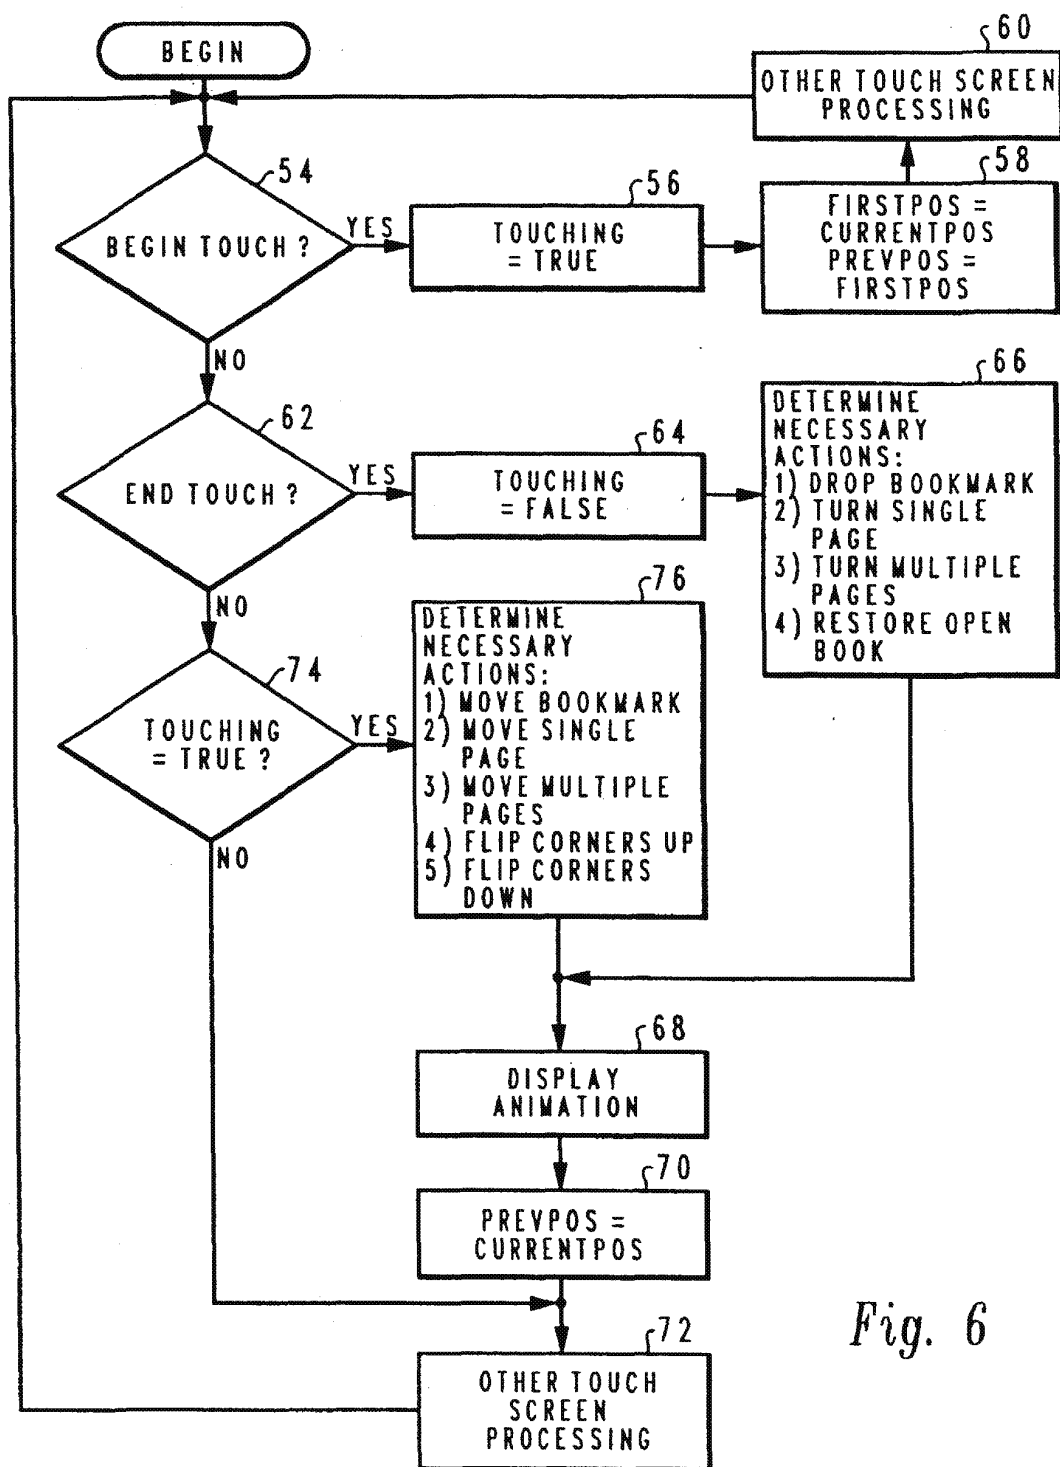 BEGIN
60
OTHER TOUCH SCREEN
PROCESSING
54
BEGIN TOUCH ?
YES
56
TOUCHING
= TRUE
58
FIRSTPOS =
CURRENTPOS
PREVPOS =
FIRSTPOS
NO
62
END TOUCH ?
YES
64
TOUCHING
= FALSE
66
DETERMINE
NECESSARY
ACTIONS:
1) DROP BOOKMARK
2) TURN SINGLE
PAGE
3) TURN MULTIPLE
PAGES
4) RESTORE OPEN
BOOK
NO
74
TOUCHING
= TRUE ?
YES
76
DETERMINE
NECESSARY
ACTIONS:
1) MOVE BOOKMARK
2) MOVE SINGLE
PAGE
3) MOVE MULTIPLE
PAGES
4) FLIP CORNERS UP
5) FLIP CORNERS
DOWN
NO
68
DISPLAY
ANIMATION
70
PREVPOS =
CURRENTPOS
72
OTHER TOUCH
SCREEN
PROCESSING
Fig. 6